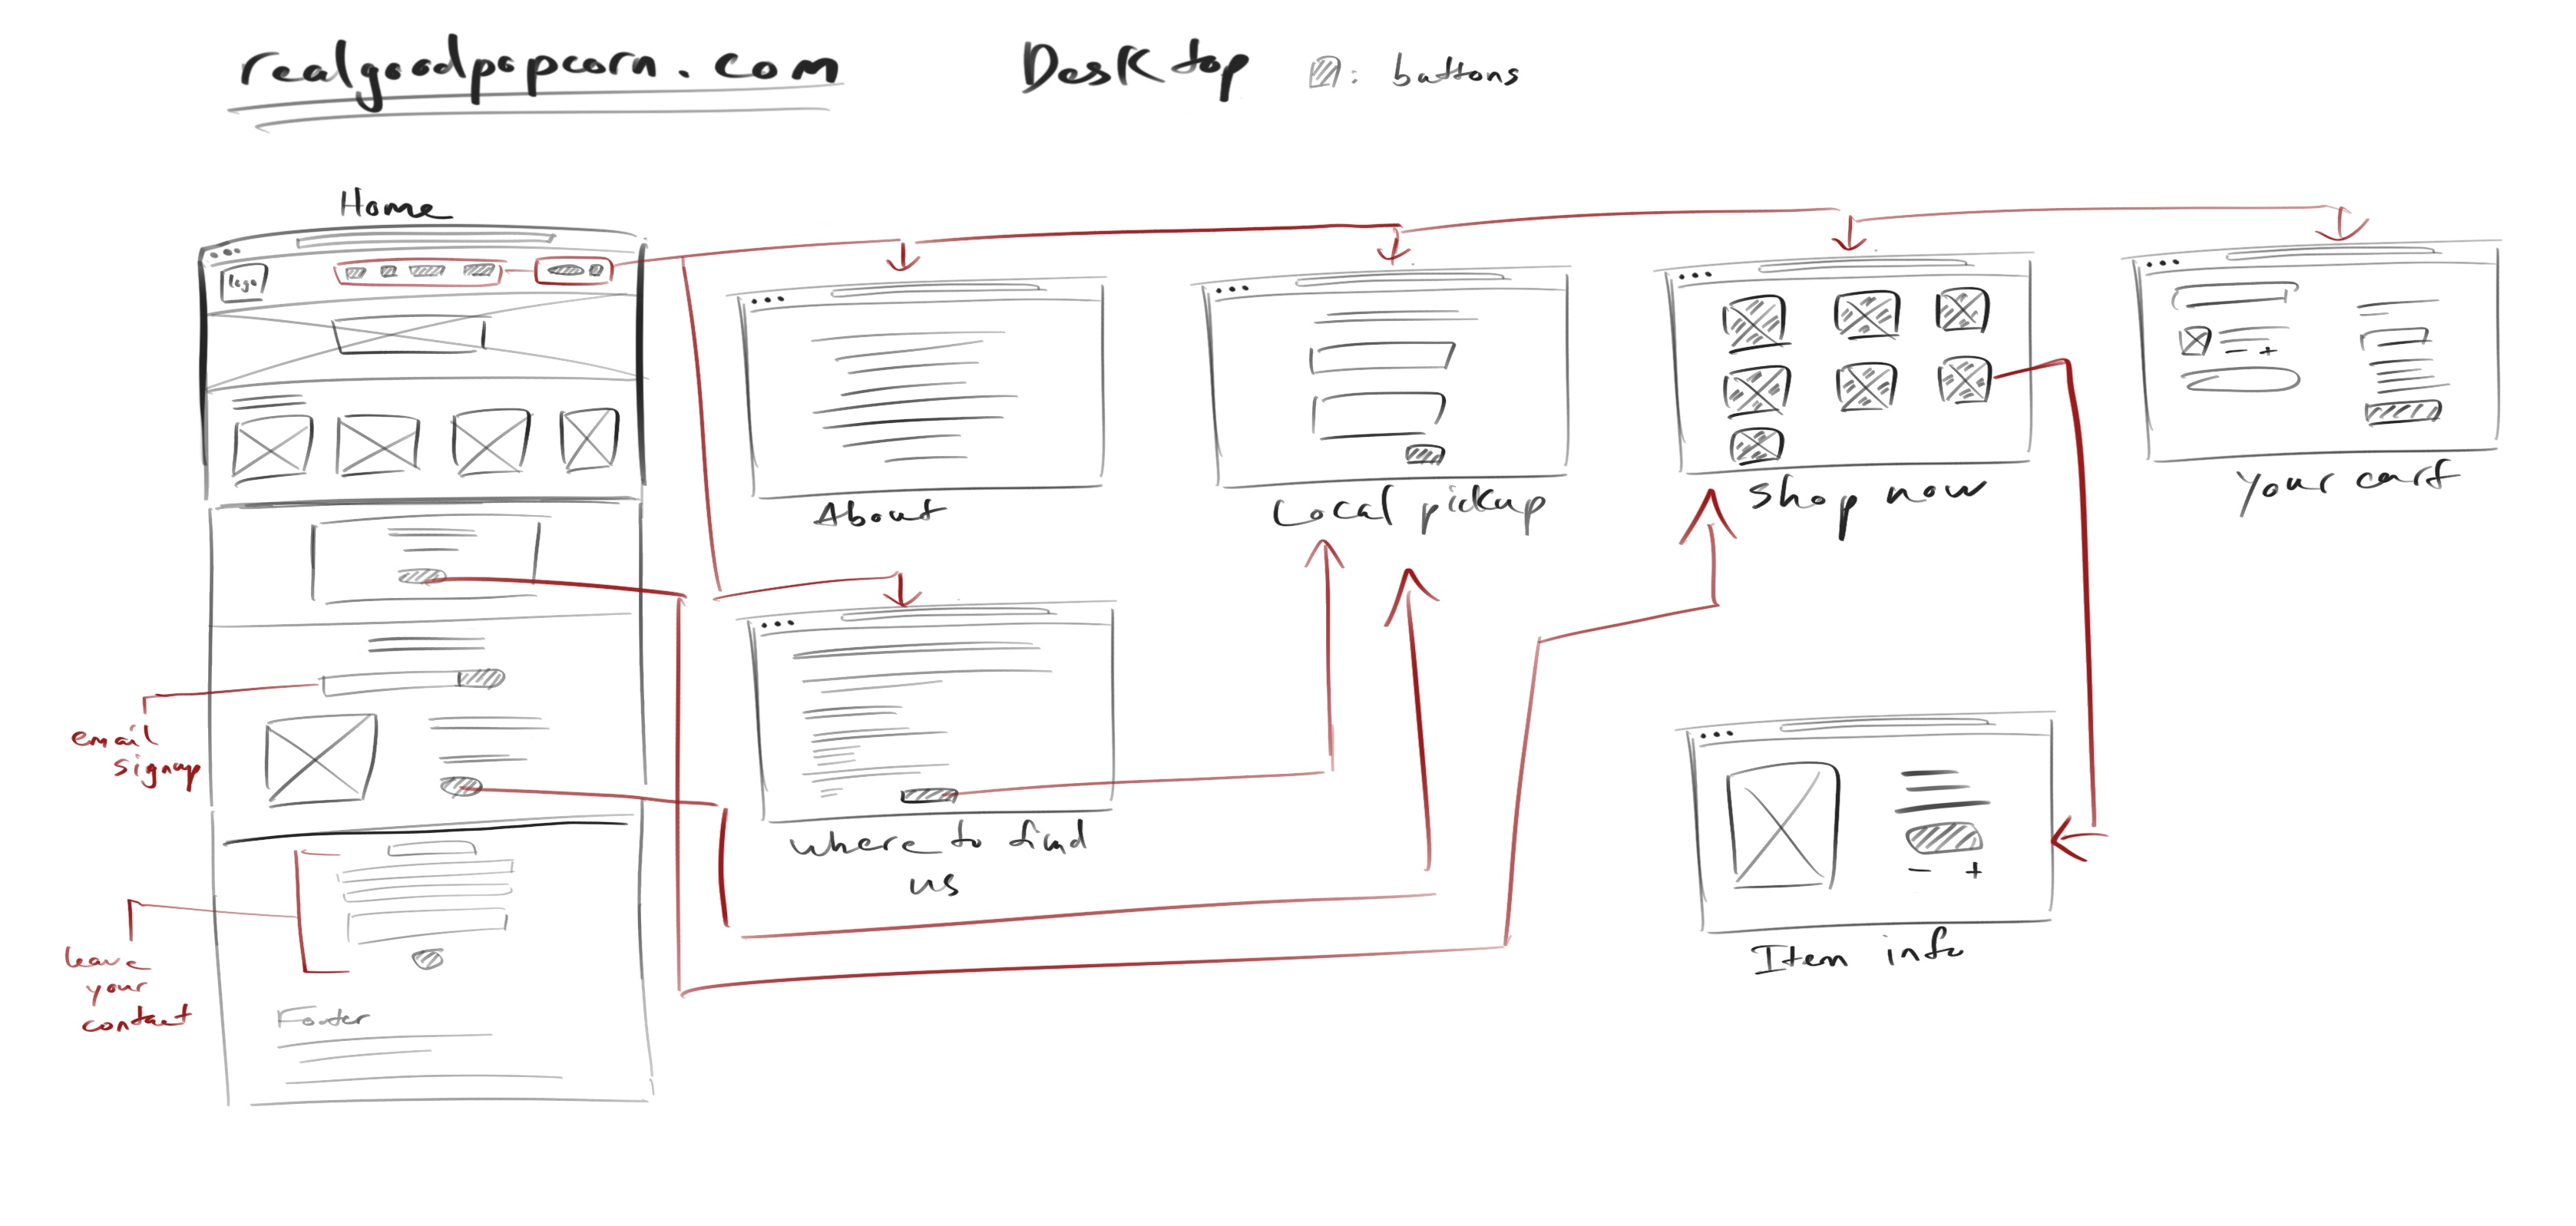 realgoodpopcorn.com
Desktop
: buttons
Home
logo
About
Local pickup
Shop now
Your cart
email
signup
where to find
us
leave
your
contact
Footer
Item info
- +
- +